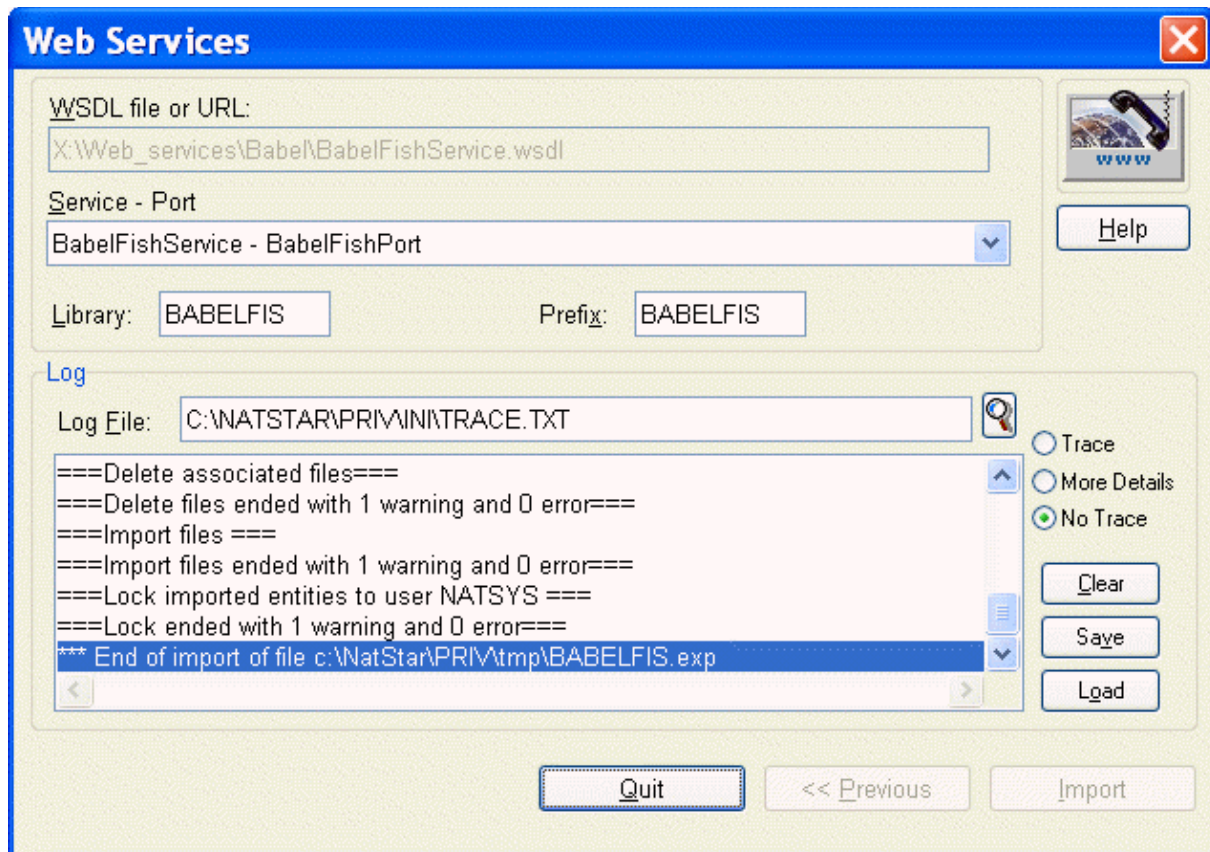 Web Services
WSDL file or URL:
X:\Web_services\Babel\BabelFishService.wsdl
www
Service - Port
BabelFishService - BabelFishPort
Help
Library: BABELFIS Prefix: BABELFIS
Log
Log File: C:\NATSTAR\PRIV\INI\TRACE.TXT
Trace
More Details
No Trace
===Delete associated files===
===Delete files ended with 1 warning and 0 error===
===Import files ===
===Import files ended with 1 warning and 0 error===
===Lock imported entities to user NATSYS ===
===Lock ended with 1 warning and 0 error===
*** End of import of file c:\NatStar\PRIV\tmp\BABELFIS.exp
Clear
Save
Load
Quit << Previous Import